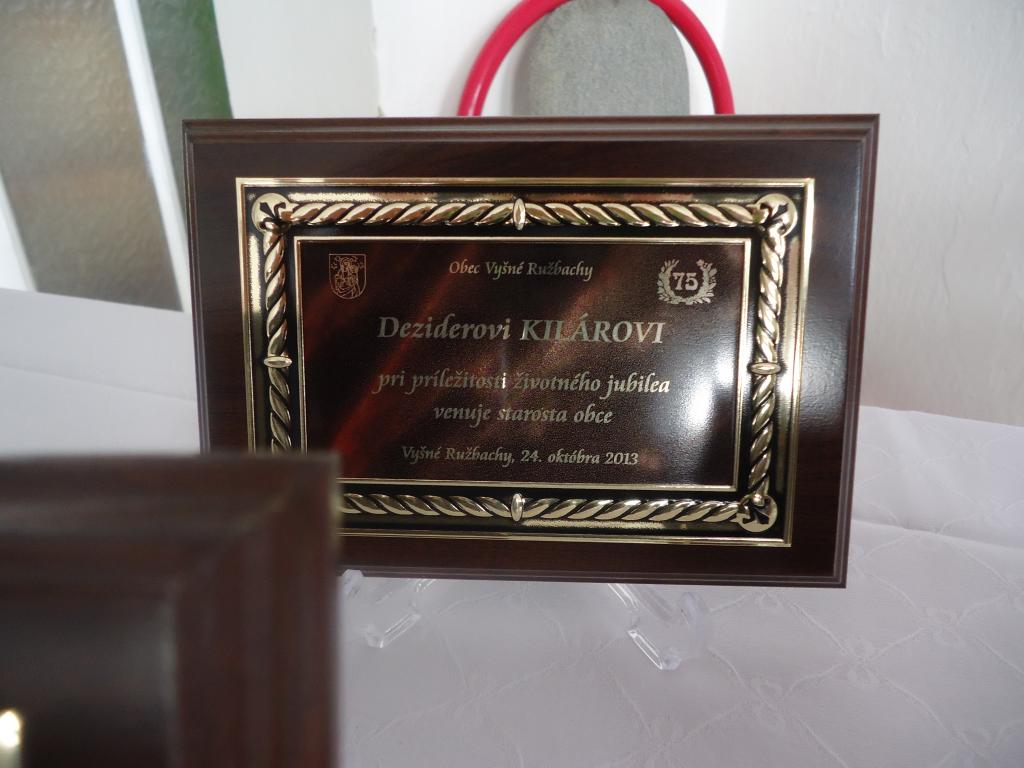 Obec Vyšné Ružbachy
75
Deziderovi KILÁROVI
pri príležitosti životného jubilea
venuje starosta obce
Vyšné Ružbachy, 24. októbra 2013